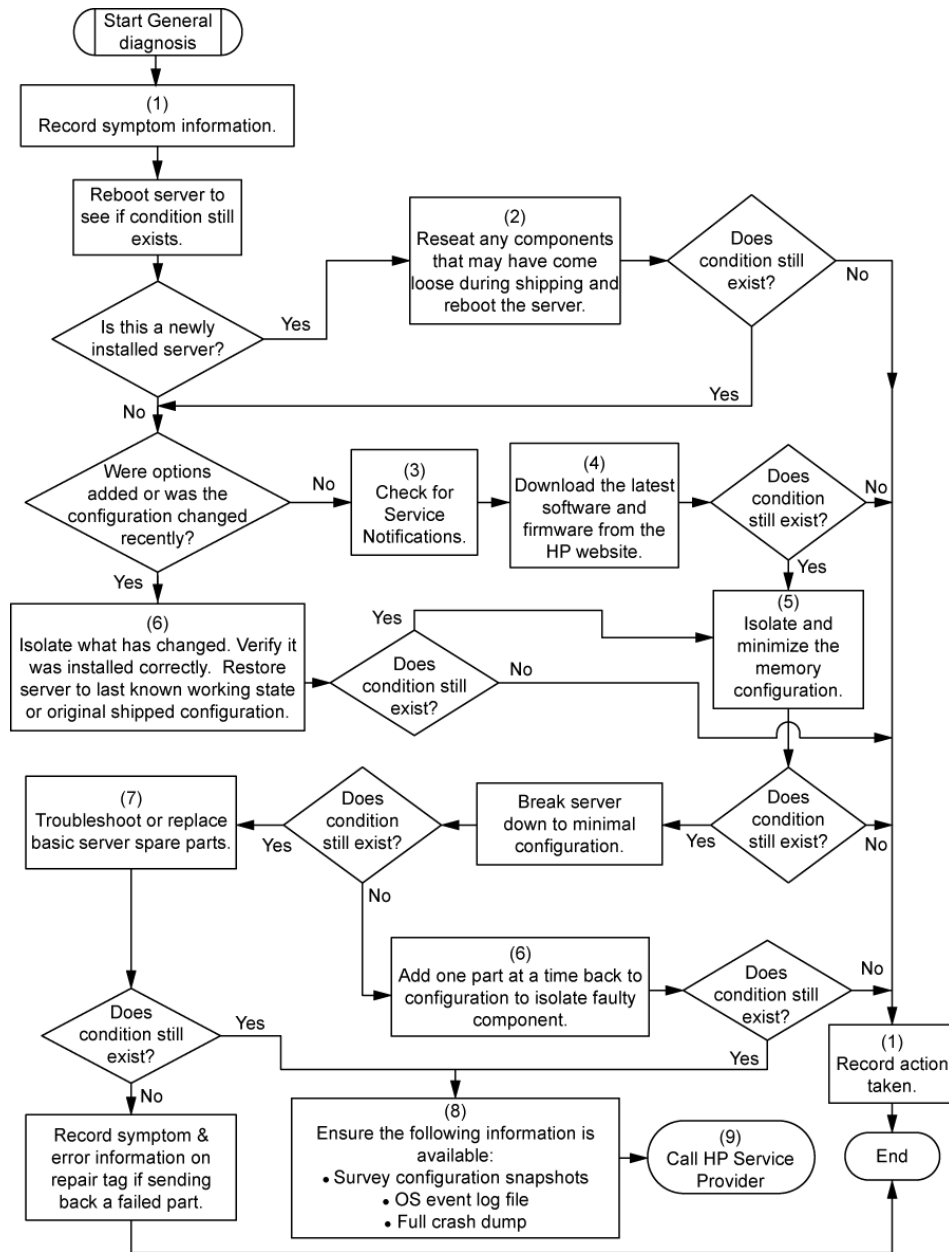 Start General
diagnosis
(1)
Record symptom information.
Reboot server to
see if condition still
exists.
Is this a newly
installed server?
Yes
(2)
Reseat any components
that may have come
loose during shipping and
reboot the server.
Does
condition still
exist?
No
Yes
No
Were options
added or was the
configuration changed
recently?
No
(3)
Check for
Service
Notifications.
(4)
Download the latest
software and
firmware from the
HP website.
Does
condition
still exist?
No
Yes
Yes
(6)
Isolate what has changed. Verify it
was installed correctly. Restore
server to last known working state
or original shipped configuration.
Yes
Does
condition still
exist?
No
(5)
Isolate and
minimize the
memory
configuration.
Does
condition
still exist?
No
Yes
Break server
down to minimal
configuration.
Does
condition
still exist?
Yes
No
(7)
Troubleshoot or replace
basic server spare parts.
(6)
Add one part at a time back to
configuration to isolate faulty
component.
Does
condition still
exist?
No
Yes
Does
condition still
exist?
Yes
No
Record symptom &
error information on
repair tag if sending
back a failed part.
(8)
Ensure the following information is
available:
• Survey configuration snapshots
• OS event log file
• Full crash dump
(9)
Call HP Service
Provider
(1)
Record action
taken.
End